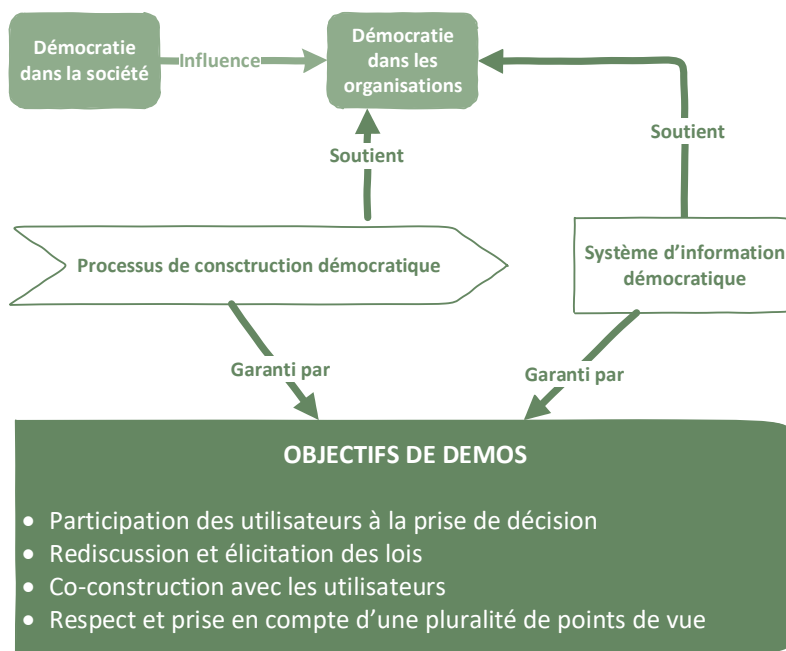 Démocratie
dans la société
Influence
Démocratie
dans les
organisations
Soutient
Soutient
Processus de consctruction démocratique
Système d’information
démocratique
Garanti par
Garanti par
OBJECTIFS DE DEMOS
• Participation des utilisateurs à la prise de décision
• Rediscussion et élicitation des lois
• Co-construction avec les utilisateurs
• Respect et prise en compte d’une pluralité de points de vue